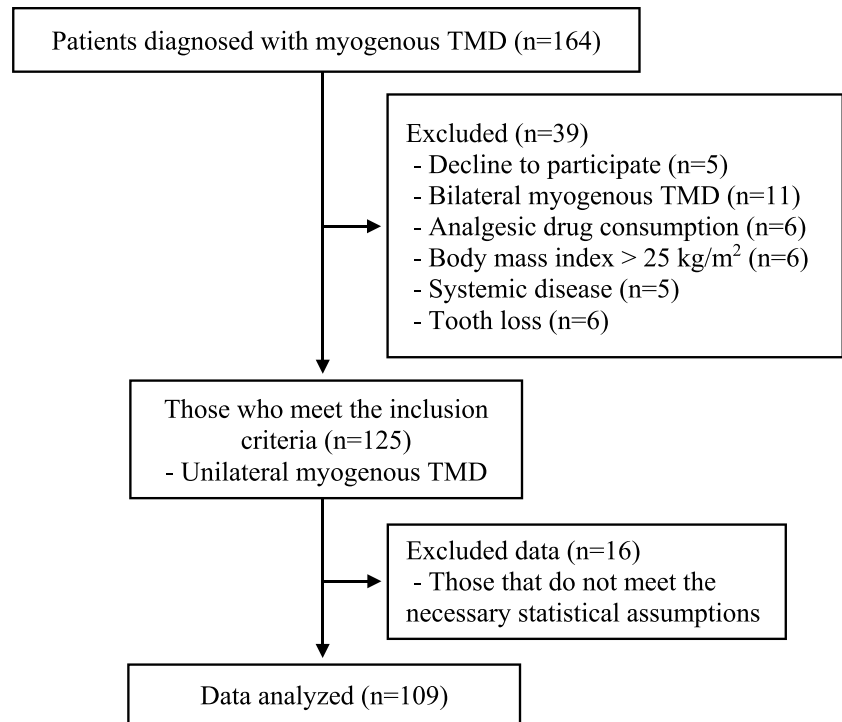 Patients diagnosed with myogenous TMD (n=164)
Excluded (n=39)
- Decline to participate (n=5)
- Bilateral myogenous TMD (n=11)
- Analgesic drug consumption (n=6)
- Body mass index > 25 kg/m² (n=6)
- Systemic disease (n=5)
- Tooth loss (n=6)
Those who meet the inclusion
criteria (n=125)
- Unilateral myogenous TMD
Excluded data (n=16)
- Those that do not meet the
necessary statistical assumptions
Data analyzed (n=109)